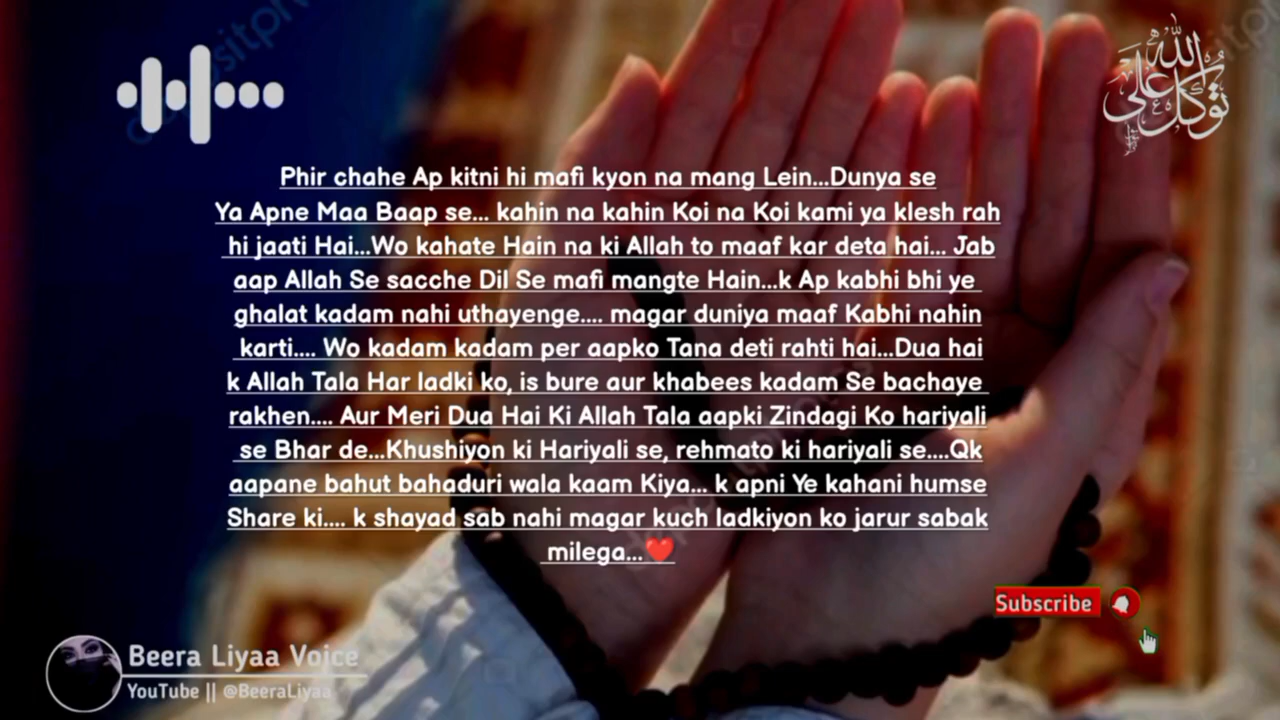 توكل على الله
Phir chahe Ap kitni hi mafi kyon na mang Lein...Dunya se
Ya Apne Maa Baap se... kahin na kahin Koi na Koi kami ya klesh rah
hi jaati Hai...Wo kahate Hain na ki Allah to maaf kar deta hai... Jab
aap Allah Se sacche Dil Se mafi mangte Hain...k Ap kabhi bhi ye
ghalat kadam nahi uthayenge.... magar duniya maaf Kabhi nahin
karti.... Wo kadam kadam per aapko Tana deti rahti hai...Dua hai
k Allah Tala Har ladki ko, is bure aur khabees kadam Se bachaye
rakhen.... Aur Meri Dua Hai Ki Allah Tala aapki Zindagi Ko hariyali
se Bhar de...Khushiyon ki Hariyali se, rehmato ki hariyali se....Qk
aapane bahut bahaduri wala kaam Kiya... k apni Ye kahani humse
Share ki.... k shayad sab nahi magar kuch ladkiyon ko jarur sabak
milega...❤️
Subscribe
Beera Liyaa Voice
YouTube || @BeeraLiyaa